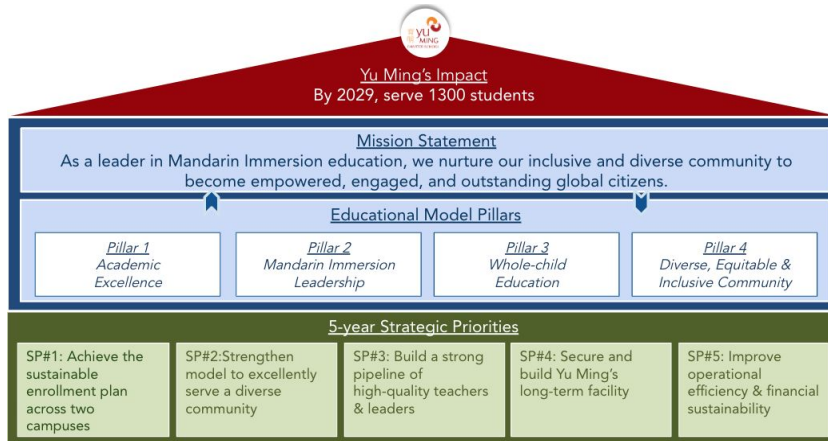 yu
MING
Yu Ming's Impact
By 2029, serve 1300 students
Mission Statement
As a leader in Mandarin Immersion education, we nurture our inclusive and diverse community to
become empowered, engaged, and outstanding global citizens.
Educational Model Pillars
Pillar 1
Academic
Excellence
Pillar 2
Mandarin Immersion
Leadership
Pillar 3
Whole-child
Education
Pillar 4
Diverse, Equitable &
Inclusive Community
5-year Strategic Priorities
SP#1: Achieve the
sustainable
enrollment plan
across two
campuses
SP#2:Strengthen
model to excellently
serve a diverse
community
SP#3: Build a strong
pipeline of
high-quality teachers
& leaders
SP#4: Secure and
build Yu Ming's
long-term facility
SP#5: Improve
operational
efficiency & financial
sustainability